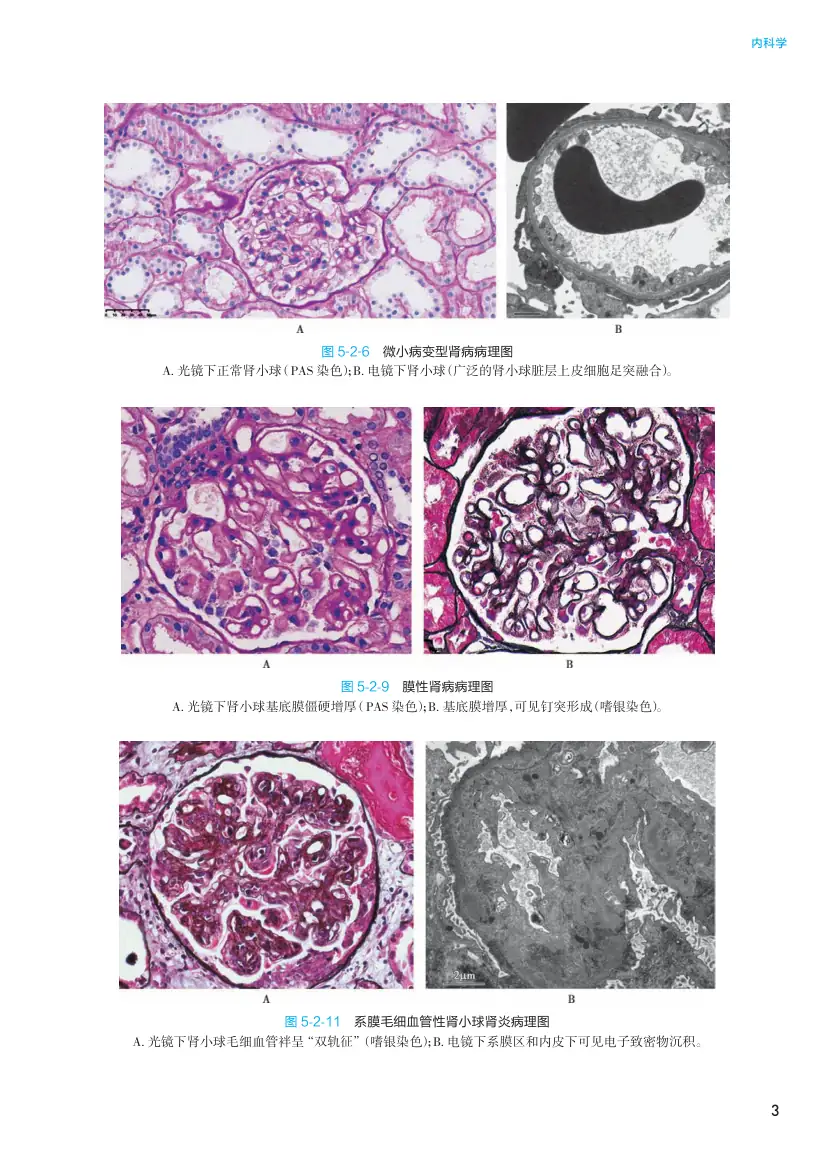 内科学
A
B
图 5-2-6 微小病变型肾病病理图
A. 光镜下正常肾小球(PAS 染色);B. 电镜下肾小球(广泛的肾小球脏层上皮细胞足突融合)。
A
B
图 5-2-9 膜性肾病病理图
A. 光镜下肾小球基底膜僵硬增厚(PAS 染色);B. 基底膜增厚,可见钉突形成(嗜银染色)。
2μm
A
B
图 5-2-11 系膜毛细血管性肾小球肾炎病理图
A. 光镜下肾小球毛细血管袢呈“双轨征”(嗜银染色);B. 电镜下系膜区和内皮下可见电子致密物沉积。
3